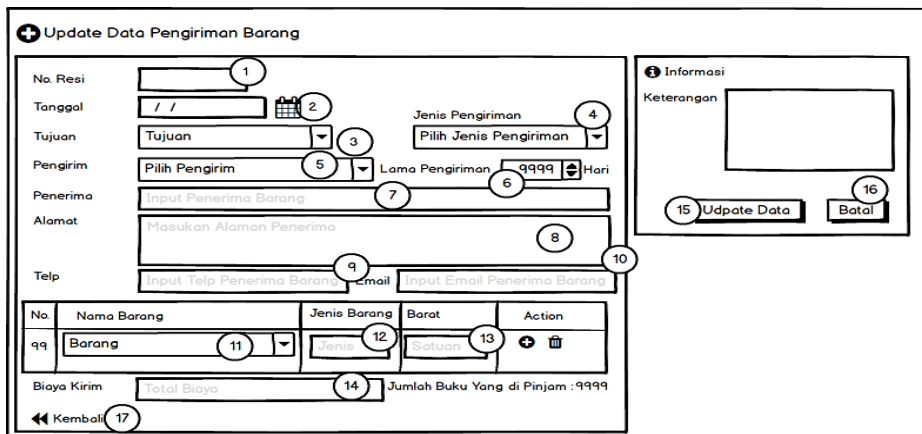 Update Data Pengiriman Barang
No. Resi 1
Tanggal / / 2
Jenis Pengiriman 4
Tujuan Tujuan 3 Pilih Jenis Pengiriman
Pengirim Pilih Pengirim 5 Lama Pengiriman 9999 Hari
6
Penerima Input Penerima Barang 7
Alamat Masukan Alaman Penerima 8
10
Telp Input Telp Penerima Barang 9 Email Input Email Penerima Barang
No. Nama Barang Jenis Barang Barat Action
99 Barang 11 Jenis 12 Satuan 13
Biaya Kirim Total Biaya 14 Jumlah Buku Yang di Pinjam : 9999
Kembali 17
Informasi
Keterangan
16
15 Udpate Data Batal